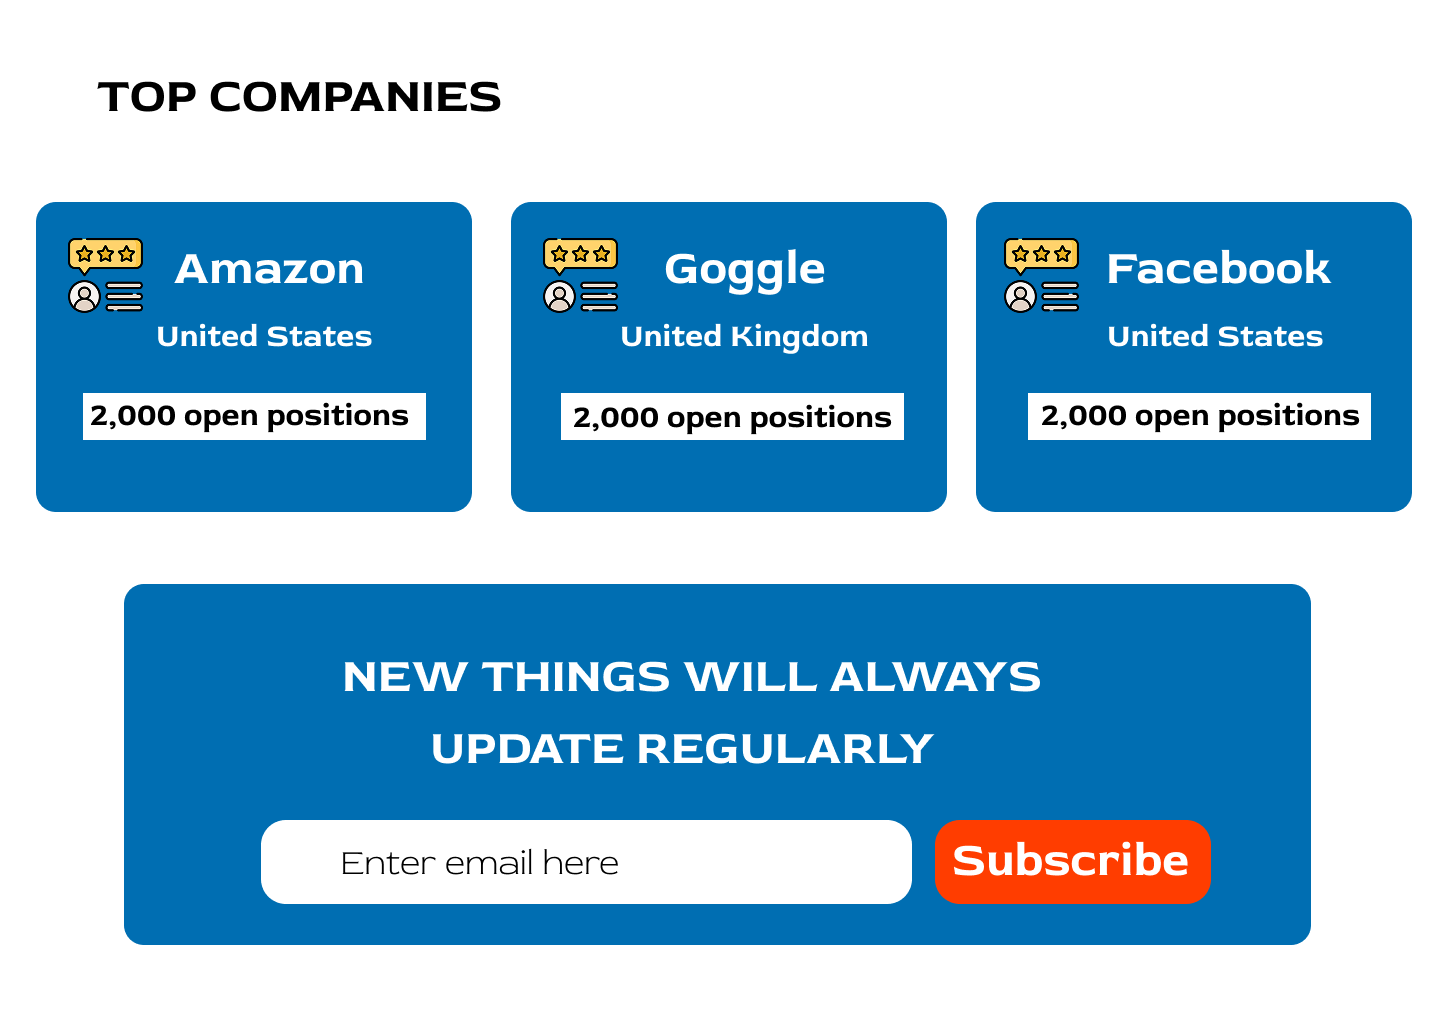 TOP COMPANIES
Amazon
United States
2,000 open positions
Goggle
United Kingdom
2,000 open positions
Facebook
United States
2,000 open positions
NEW THINGS WILL ALWAYS
UPDATE REGULARLY
Enter email here
Subscribe